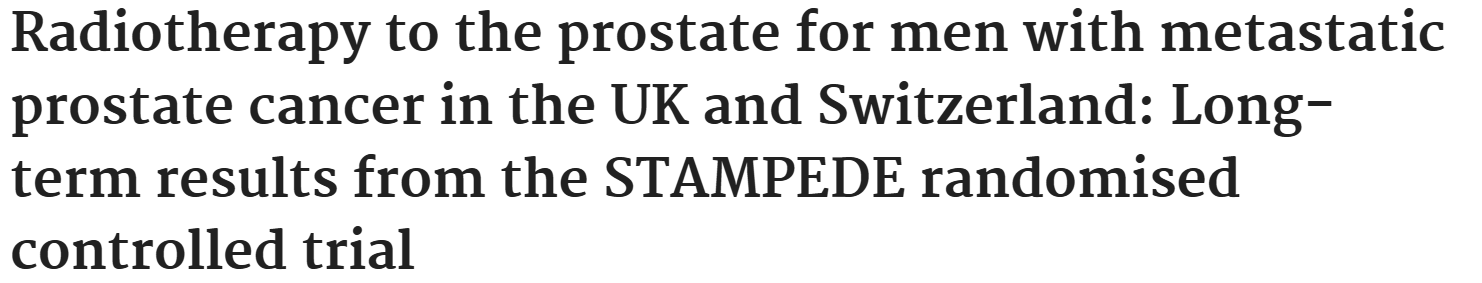 Radiotherapy to the prostate for men with metastatic
prostate cancer in the UK and Switzerland: Long-
term results from the STAMPEDE randomised
controlled trial